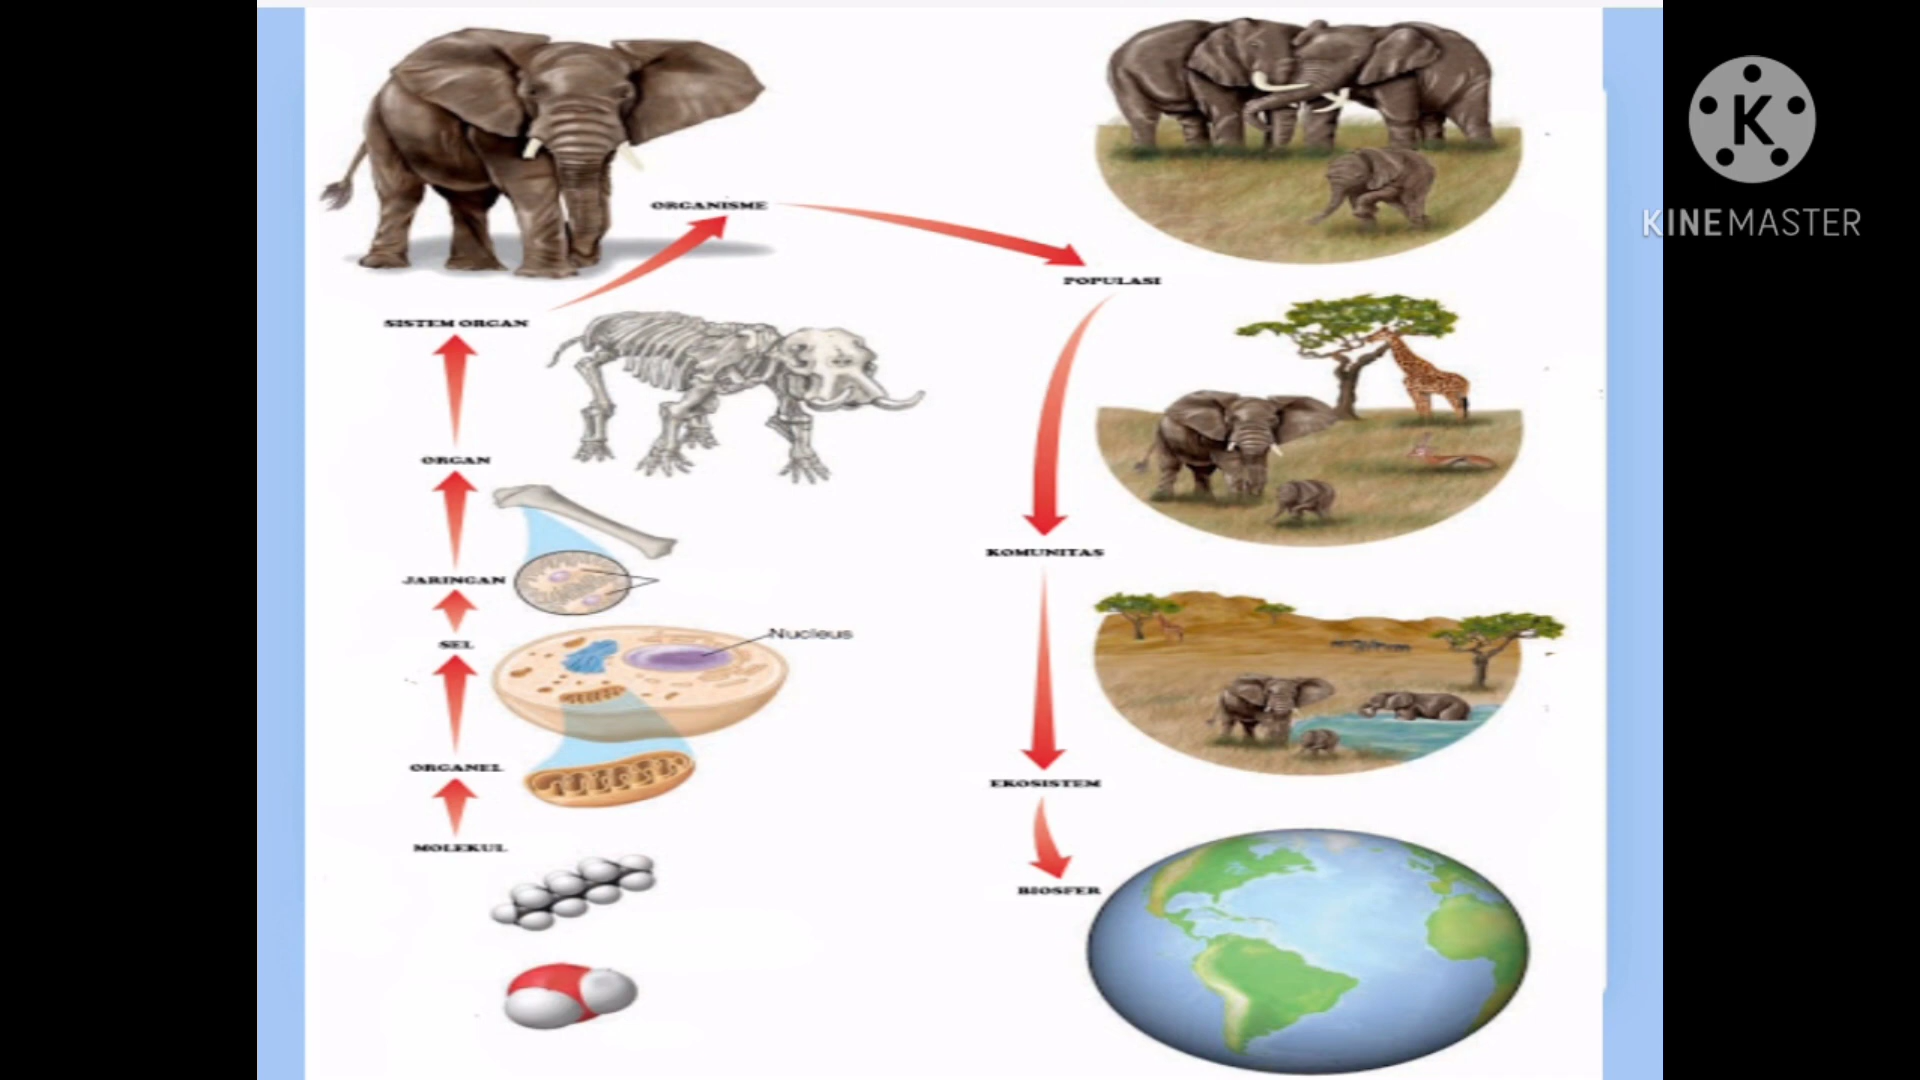 ORGANISME
POPULASI
SISTEM ORGAN
ORGAN
KOMUNITAS
JARINGAN
Nucleus
SEL
ORGANEL
EKOSISTEM
MOLEKUL
BIOSFER
K
KINEMASTER